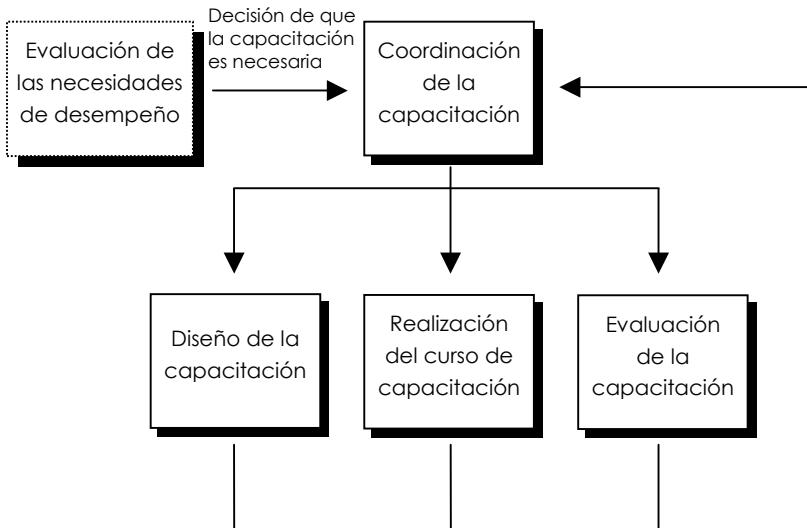 Evaluación de
las necesidades
de desempeño
Decisión de que
la capacitación
es necesaria
Coordinación
de la
capacitación
Diseño de la
capacitación
Realización
del curso de
capacitación
Evaluación
de la
capacitación